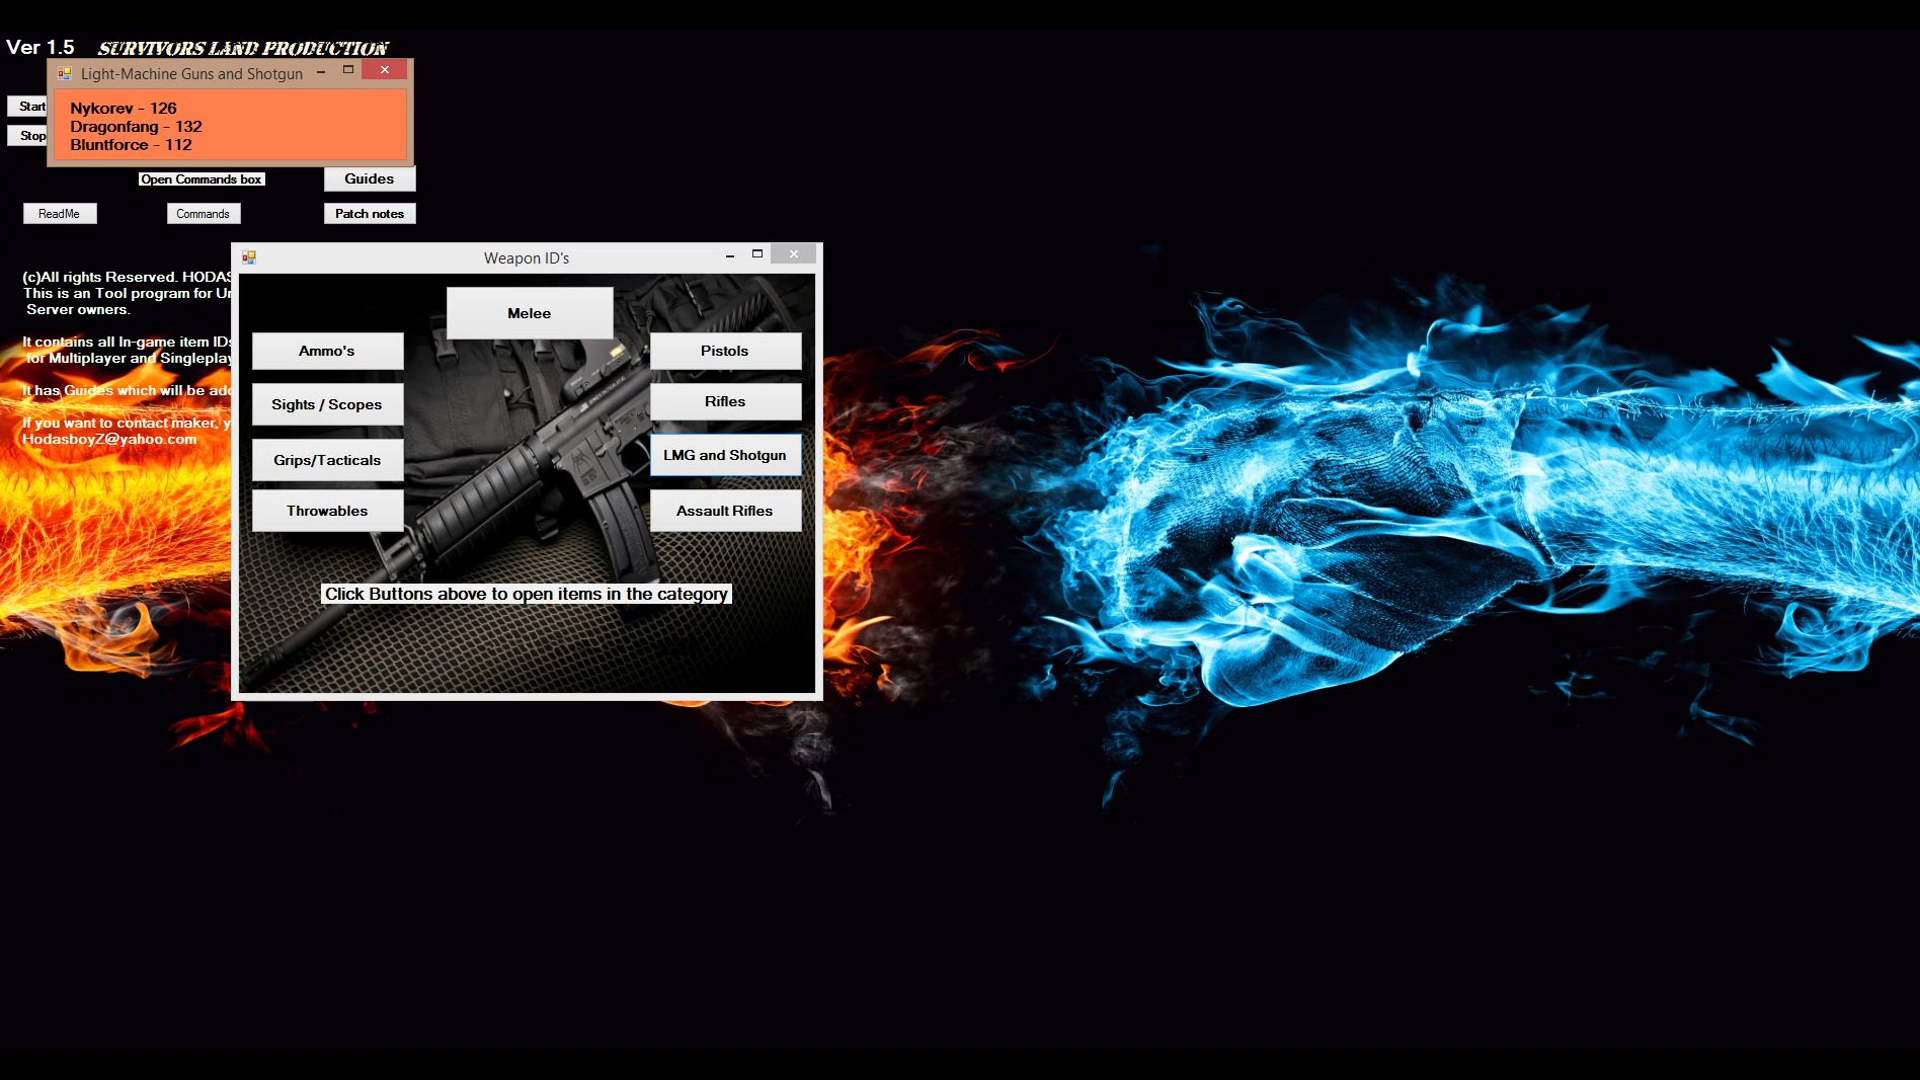 Ver 1.5 SURVIVORS LAND PRODUCTION
Light-Machine Guns and Shotgun
Start
Stop
Nykorev - 126
Dragonfang - 132
Bluntforce - 112
Open Commands box
Guides
ReadMe
Commands
Patch notes
(c)All rights Reserved. HODAS
This is an Tool program for Un
Server owners.
It contains all In-game item IDs
for Multiplayer and Singleplay
It has Guides which will be add
If you want to contact maker, y
HodasboyZ@yahoo.com
Weapon ID's
Melee
Ammo's
Sights / Scopes
Grips/Tacticals
Throwables
Pistols
Rifles
LMG and Shotgun
Assault Rifles
Click Buttons above to open items in the category